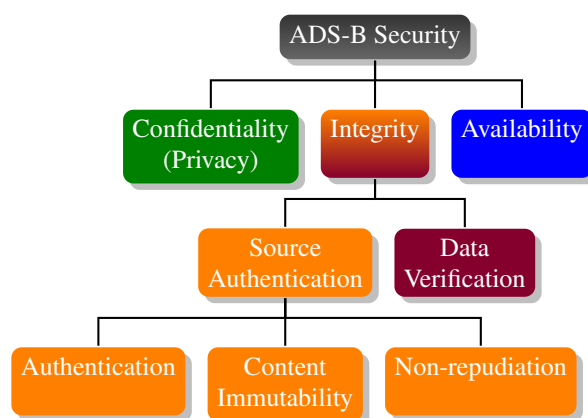 ADS-B Security
Confidentiality
(Privacy)
Integrity
Availability
Source
Authentication
Data
Verification
Authentication
Content
Immutability
Non-repudiation